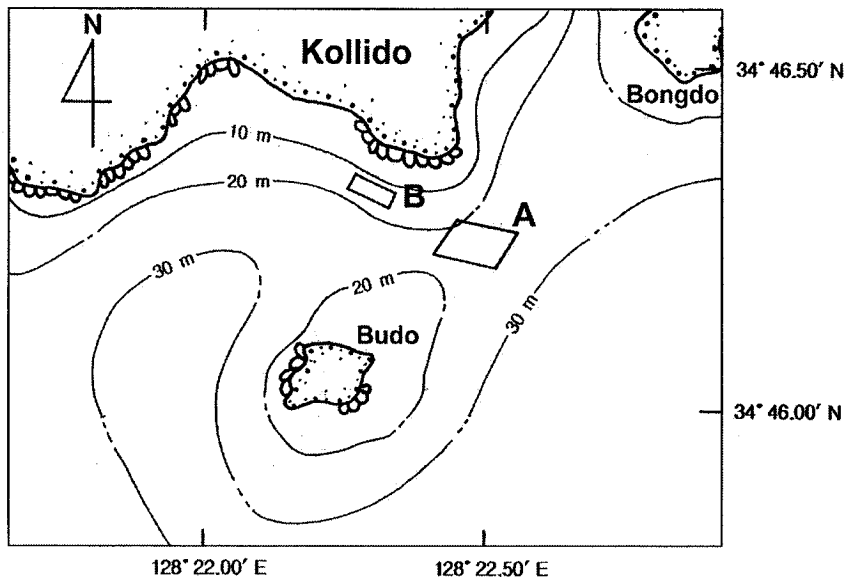 N
Kollido
34° 46.50′ N
Bongdo
10 m
20 m
B
A
30 m
20 m
30 m
Budo
34° 46.00′ N
128° 22.00′ E
128° 22.50′ E